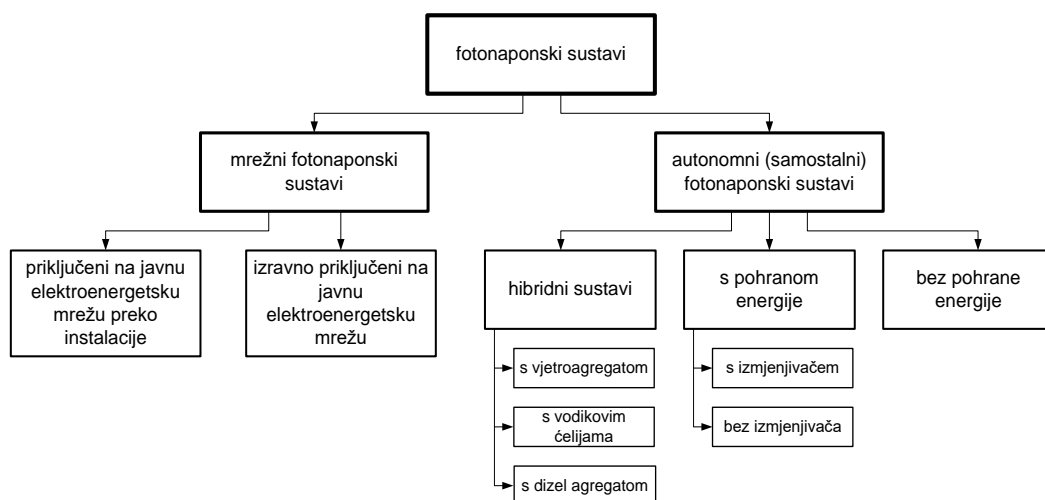 fotonaponski sustavi
mrežni fotonaponski
sustavi
autonomni (samostalni)
fotonaponski sustavi
priključeni na javnu
elektroenergetsku
mrežu preko
instalacije
izravno priključeni na
javnu
elektroenergetsku
mrežu
hibridni sustavi
s pohranom
energije
bez pohrane
energije
s vjetroagregatom
s vodikovim
ćelijama
s dizel agregatom
s izmjenjivačem
bez izmjenjivača